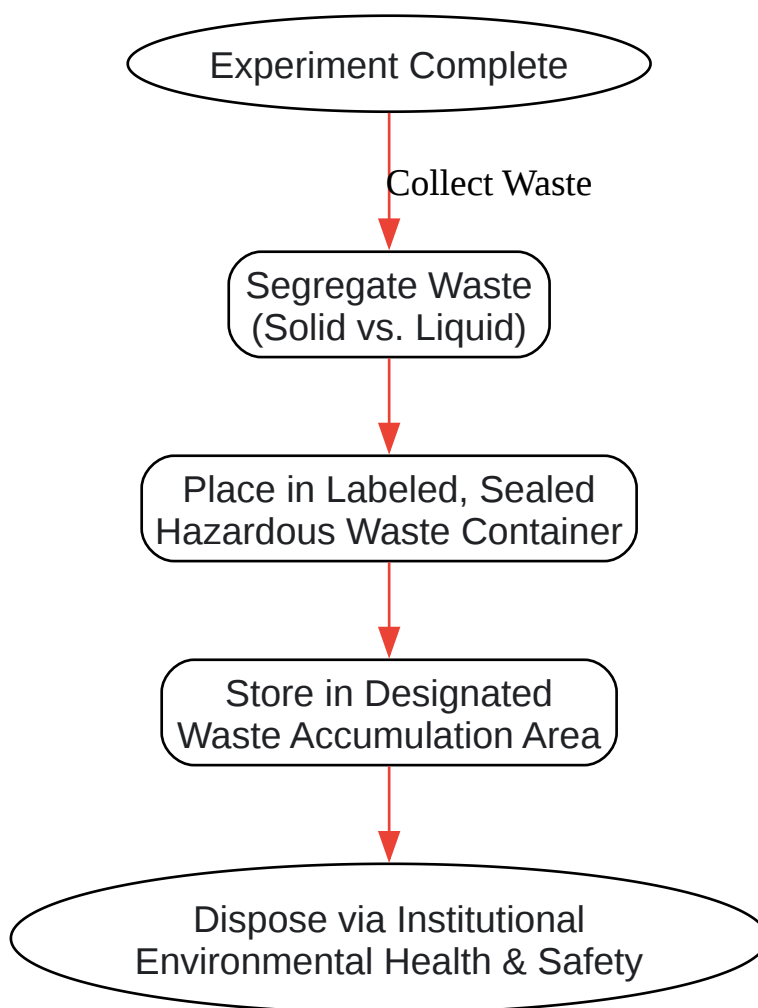 Experiment Complete
Collect Waste
Segregate Waste
(Solid vs. Liquid)
Place in Labeled, Sealed
Hazardous Waste Container
Store in Designated
Waste Accumulation Area
Dispose via Institutional
Environmental Health & Safety